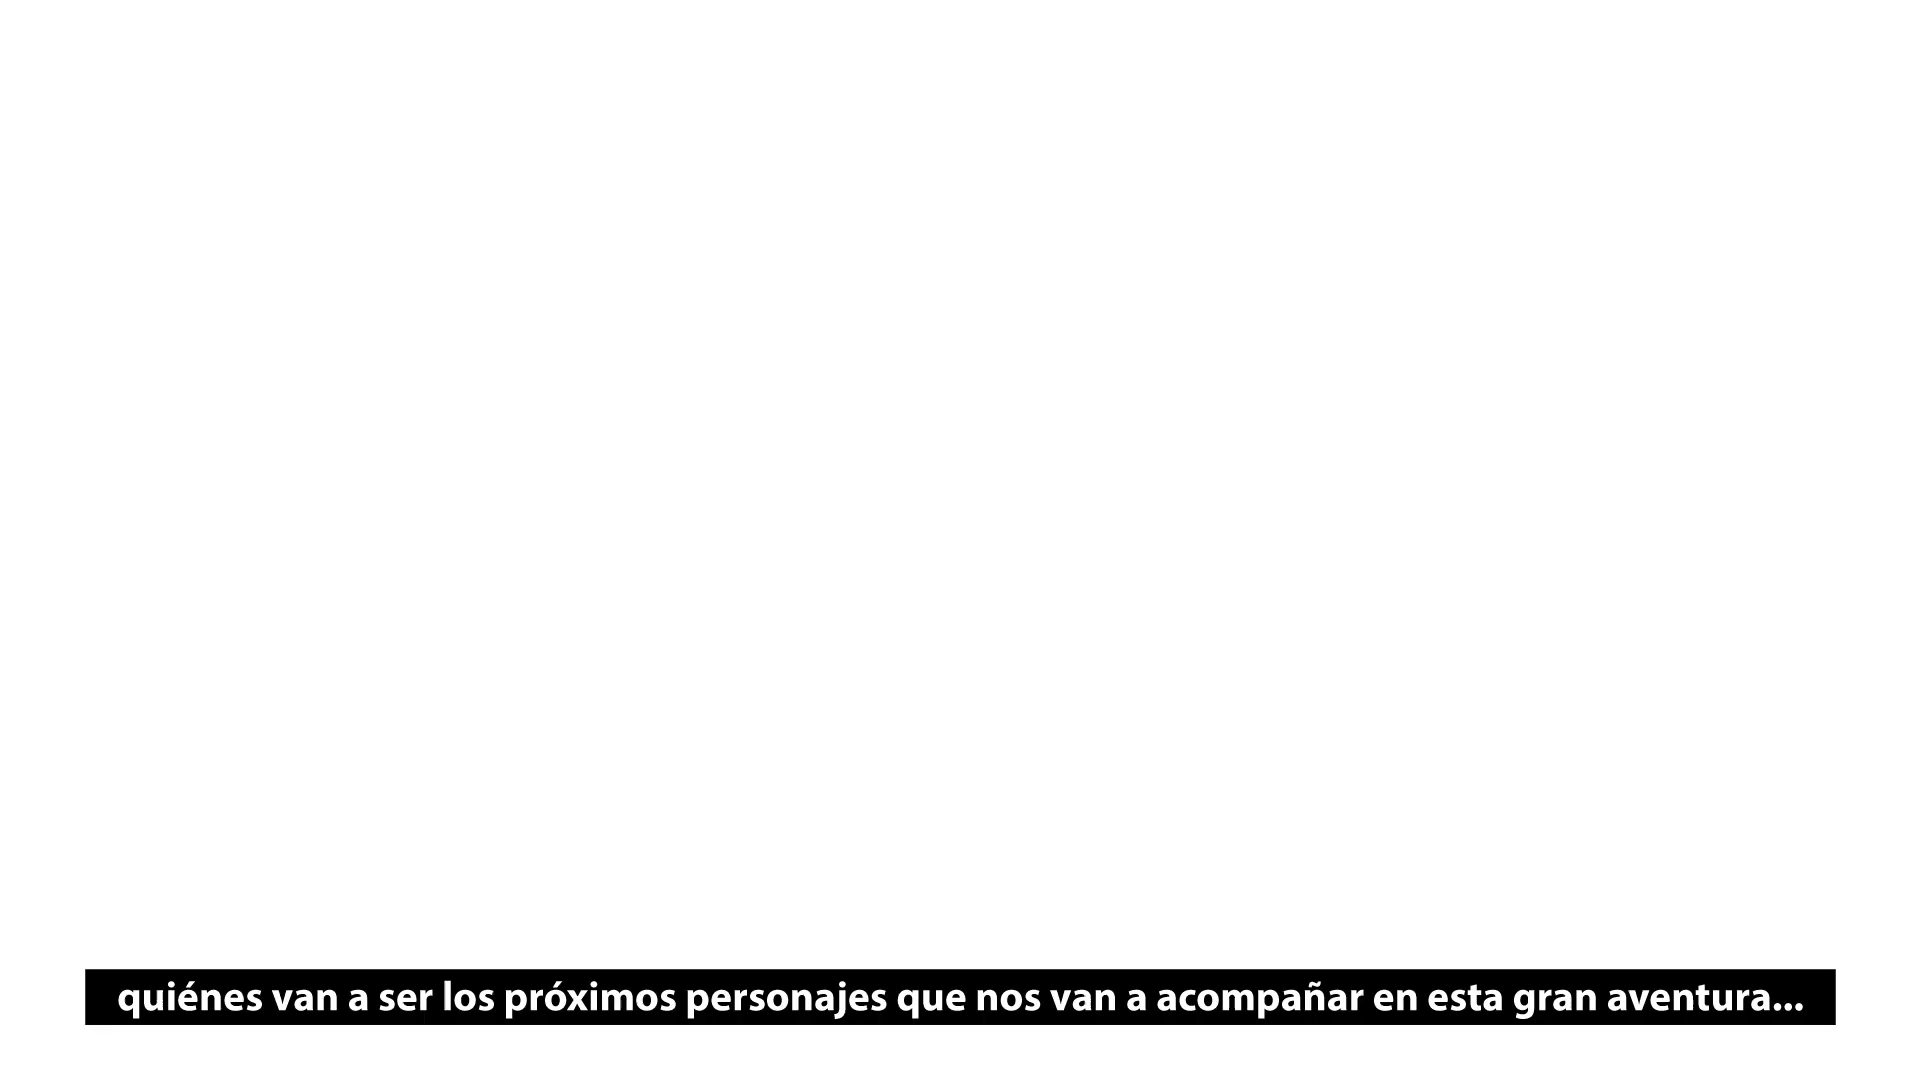 quiénes van a ser los próximos personajes que nos van a acompañar en esta gran aventura...